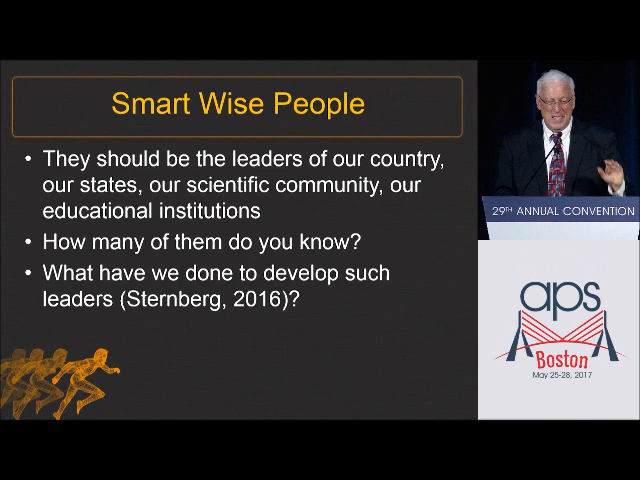 Smart Wise People
• They should be the leaders of our country,
our states, our scientific community, our
educational institutions
• How many of them do you know?
• What have we done to develop such
leaders (Sternberg, 2016)?
29TH ANNUAL CONVENTION
aps
Boston
May 25-28, 2017